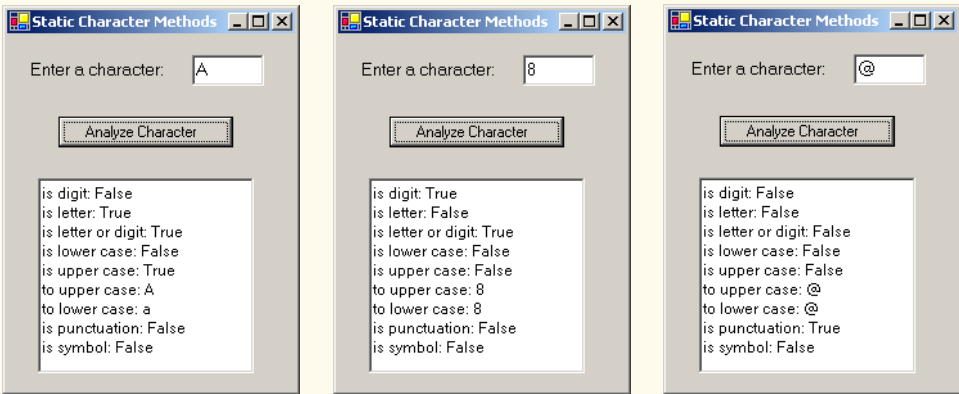 Static Character Methods
Enter a character: A
Analyze Character
is digit: False
is letter: True
is letter or digit: True
is lower case: False
is upper case: True
to upper case: A
to lower case: a
is punctuation: False
is symbol: False
Static Character Methods
Enter a character: 8
Analyze Character
is digit: True
is letter: False
is letter or digit: True
is lower case: False
is upper case: False
to upper case: 8
to lower case: 8
is punctuation: False
is symbol: False
Static Character Methods
Enter a character: @
Analyze Character
is digit: False
is letter: False
is letter or digit: False
is lower case: False
is upper case: False
to upper case: @
to lower case: @
is punctuation: True
is symbol: False